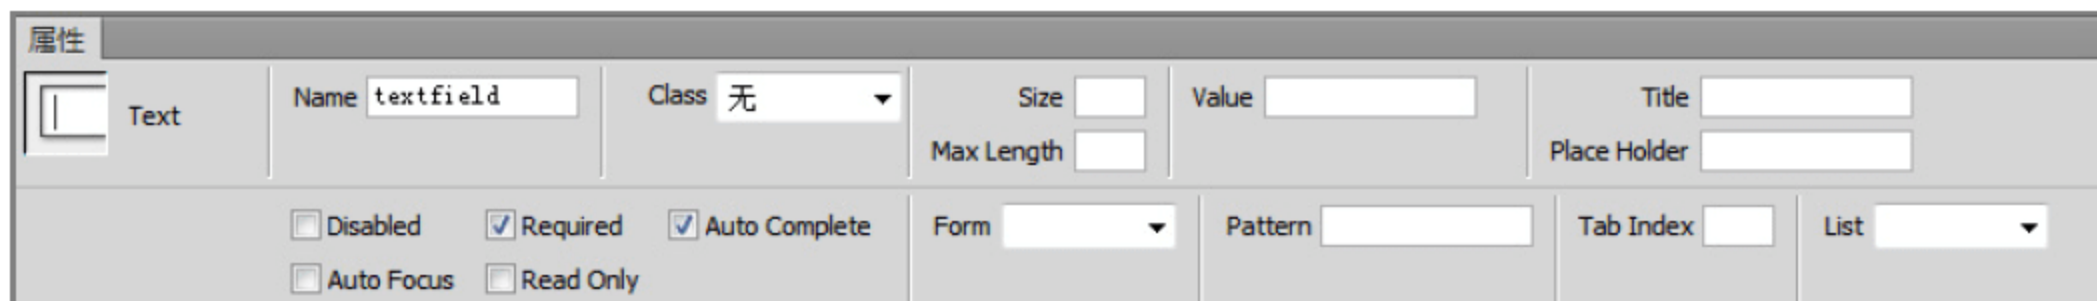 属性
Text
Name textfield
Class 无
Size
Value
Title
Max Length
Place Holder
Disabled
Required
Auto Complete
Form
Pattern
Tab Index
List
Auto Focus
Read Only